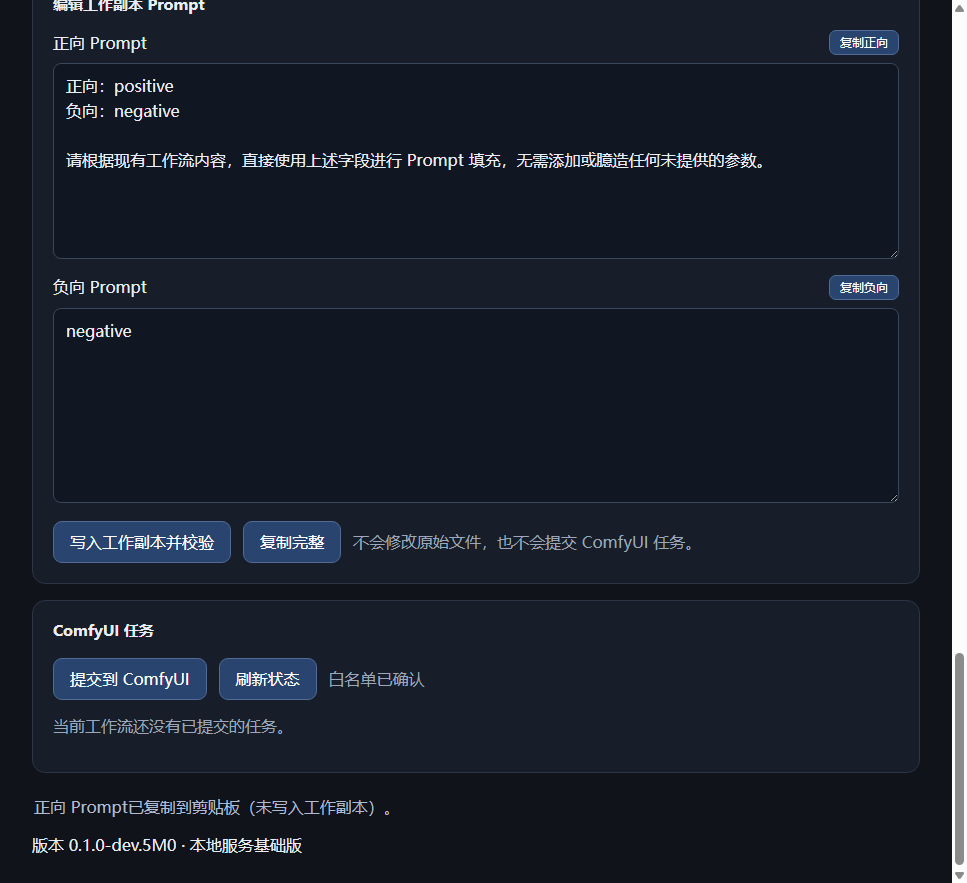 编辑工作副本 Prompt
正向 Prompt
复制正向
正向：positive
负向：negative
请根据现有工作流内容，直接使用上述字段进行 Prompt 填充，无需添加或臆造任何未提供的参数。
负向 Prompt
复制负向
negative
写入工作副本并校验
复制完整
不会修改原始文件，也不会提交 ComfyUI 任务。
ComfyUI 任务
提交到 ComfyUI
刷新状态
白名单已确认
当前工作流还没有已提交的任务。
正向 Prompt已复制到剪贴板（未写入工作副本）。
版本 0.1.0-dev.5M0 · 本地服务基础版